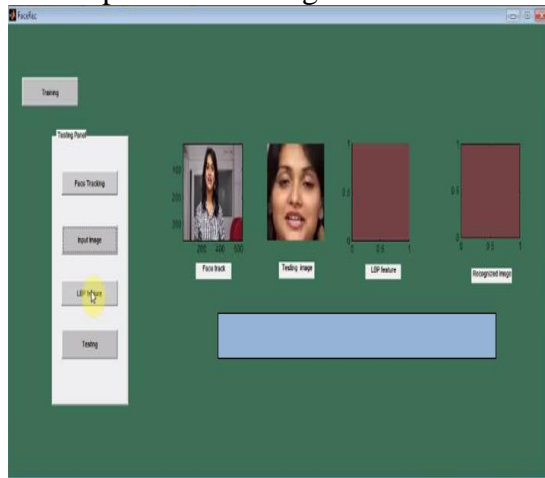 FaceRec
Training
Testing Panel
Face Tracking
Input Image
LBP feature
Testing
100
200
300
200 400 600
Face track
Testing image
1
0.5
0
0 0.5 1
LBP feature
1
0.5
0
0 0.5 1
Recognized image